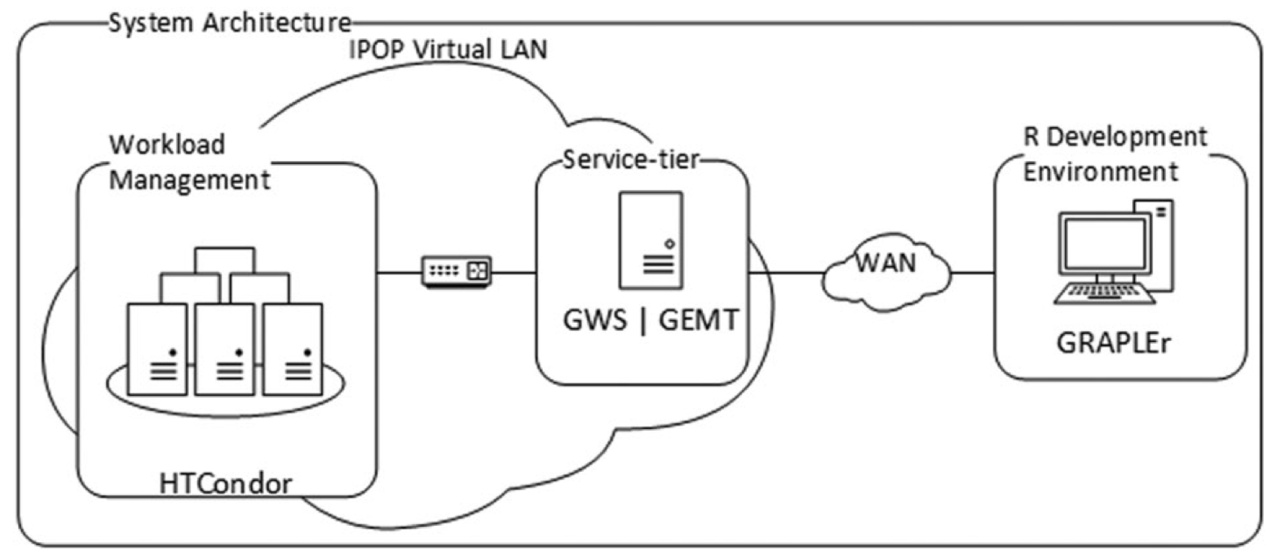 System Architecture
IPOP Virtual LAN
Workload
Management
Service-tier
R Development
Environment
WAN
GWS | GEMT
GRAPLEr
HTCondor